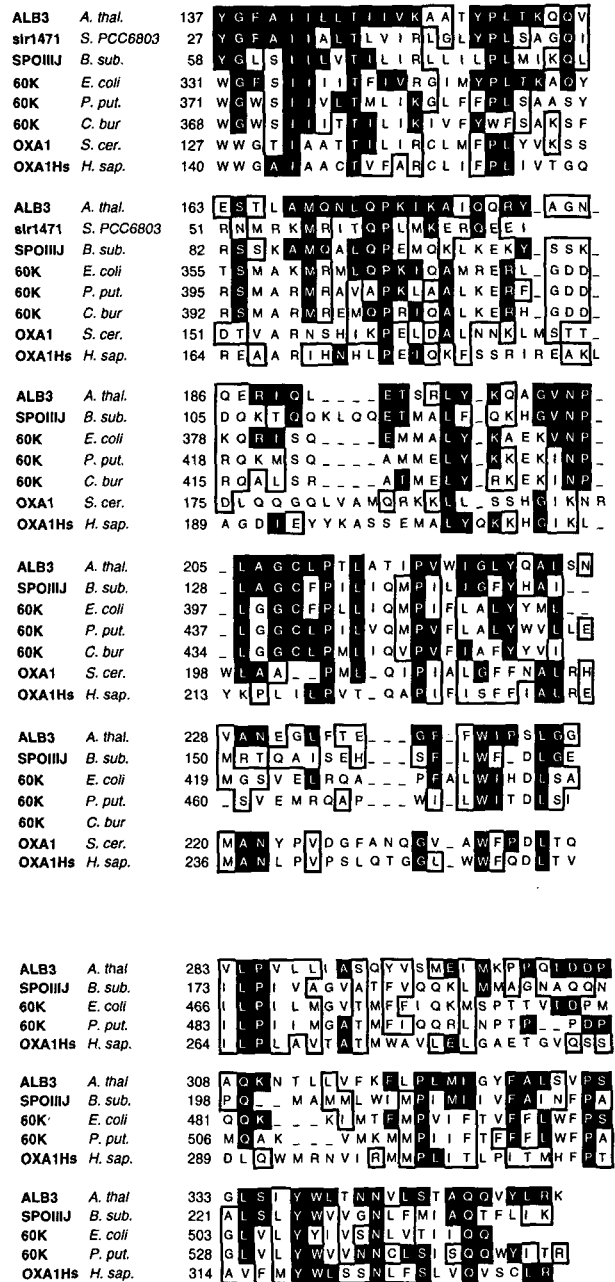 ALB3 A. thal. 137 YGFAIILLTIIVKAATYPLTKQQV
slr1471 S. PCC6803 27 YGFAIIALTLVIRLGLYPLSAGQI
SPOIIIJ B. sub. 58 YGLSIILVTILIRLLILPLMIKQL
60K E. coli 331 WGFSIIIITFIVRGIMYPLTKAQY
60K P. put. 371 WGWSIIVLTMLIKGLFFPLSAASY
60K C. bur 368 WGWSIIITTILIKIVFYWFSAKSF
OXA1 S. cer. 127 WWGTIAATTILIRCLMFPLYVKSS
OXA1Hs H. sap. 140 WWGAIAACTVFARCLIFPLIVTGQ
ALB3 A. thal. 163 ESTLAMQNLQPKIKAIQQRY_AGN_
slr1471 S. PCC6803 51 RNMRKMRITQPLMKERQEEI
SPOIIIJ B. sub. 82 RSSKAMQALQPEMQKLKEKY_SSK_
60K E. coli 355 TSMAKMRMLQPKIQAMRERL_GDD_
60K P. put. 395 RSMARMRAVAPKLAALKERF_GDD_
60K C. bur 392 RSMARMREMQPRIQALKERH_GDD_
OXA1 S. cer. 151 DTVARNSHIKPELDALNNKLMSTT_
OXA1Hs H. sap. 164 REAARIHNHLPEIQKFSSRIREAKL
ALB3 A. thal. 186 QERIQL____ETSRLY_KQAGVNP_
SPOIIIJ B. sub. 105 DQKTQQKLQQETMALF_QKHGVNP_
60K E. coli 378 KQRISQ____EMMALY_KAEKVNP_
60K P. put. 418 RQKMSQ____AMMELY_KKEKINP_
60K C. bur 415 RQALSR____ATMELY_RKEKINP_
OXA1 S. cer. 175 DLQQGQLVAMQRKKLL_SSHGIKNR
OXA1Hs H. sap. 189 AGDIEYYKASSEMALYQKKHGIKL_
ALB3 A. thal. 205 _LAGCLPTLATIPVWIGLYQALSN
SPOIIIJ B. sub. 128 _LAGCFPILIQMPILIGFYHAI__
60K E. coli 397 _LGGCFPLLIQMPIFLALYYML__
60K P. put. 437 _LGGCLPILVQMPVFLALYWVLLE
60K C. bur 434 _LGGCLPMLIQVPVFIAFYYVI__
OXA1 S. cer. 198 WLAA__PML_QIPIALGFFNALRH
OXA1Hs H. sap. 213 YKPLILPVT_QAPIFISFFIALRE
ALB3 A. thal. 228 VANEGLFTE___GF_FWIPSLGG
SPOIIIJ B. sub. 150 MRTQAISEH___SF_LWF_DLGE
60K E. coli 419 MGSVELRQA___PFALWIHDLSA
60K P. put. 460 _SVEMRQAP___WI_LWITDLSI
60K C. bur
OXA1 S. cer. 220 MANYPVDGFANQGV_AWFPDLTQ
OXA1Hs H. sap. 236 MANLPVPSLQTGGL_WWFQDLTV
ALB3 A. thal 283 VLPVLLIASQYVSMEIMKPPQTDDP
SPOIIIJ B. sub. 173 ILPIVAGVATFVQQKLMMAGNAQQN
60K E. coli 466 ILPILMGVTMFFIQKMSPTTVTDPM
60K P. put. 483 ILPILMGATMFIQQRLNPTP__PDP
OXA1Hs H. sap. 264 ILPLAVTATMWAVLELGAETGVQSS
ALB3 A. thal 308 AQKNTLLVFKFLPLMIGYFALSVPS
SPOIIIJ B. sub. 198 PQ__MAMMLWIMPIMIIVFAINFPA
60K E. coli 481 QQK____KIMTFMPVIFTVFFLWFPS
60K P. put. 506 MQAK___VMKMMPIIFTFFFLWFPA
OXA1Hs H. sap. 289 DLQWMRNVIRMMPLITLPITMHFPT
ALB3 A. thal 333 GLSIYWLTNNVLSTAQQVYLRK
SPOIIIJ B. sub. 221 ALSLYWVVGNLFMIAQTFLIK
60K E. coli 503 GLVLYYIVSNLVTIIQQ
60K P. put. 528 GLVLYWVVNNCLSISQQWYITR
OXA1Hs H. sap. 314 AVFMYWLSSNLFSLVQVSCLR